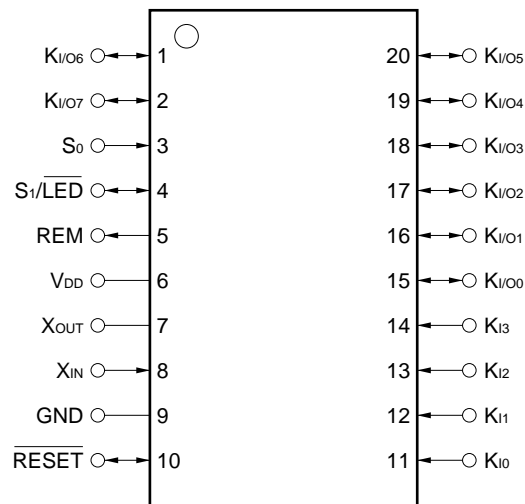 KI/O6 1 20 KI/O5
KI/O7 2 19 KI/O4
S0 3 18 KI/O3
S1/LED 4 17 KI/O2
REM 5 16 KI/O1
VDD 6 15 KI/O0
XOUT 7 14 KI3
XIN 8 13 KI2
GND 9 12 KI1
RESET 10 11 KI0